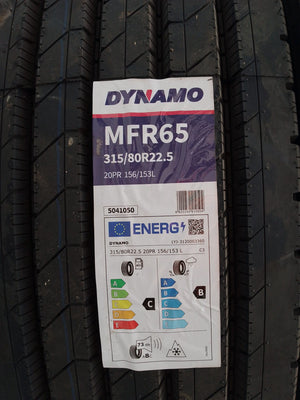 DYNAMO
MFR65
315/80R22.5
20PR 156/153L
5041050
ENERG
DYNAMO
315/80R22.5 20PR 156/153 L
C3
A
B
C
D
E
C
A
B
C
D
E
B
73 dB